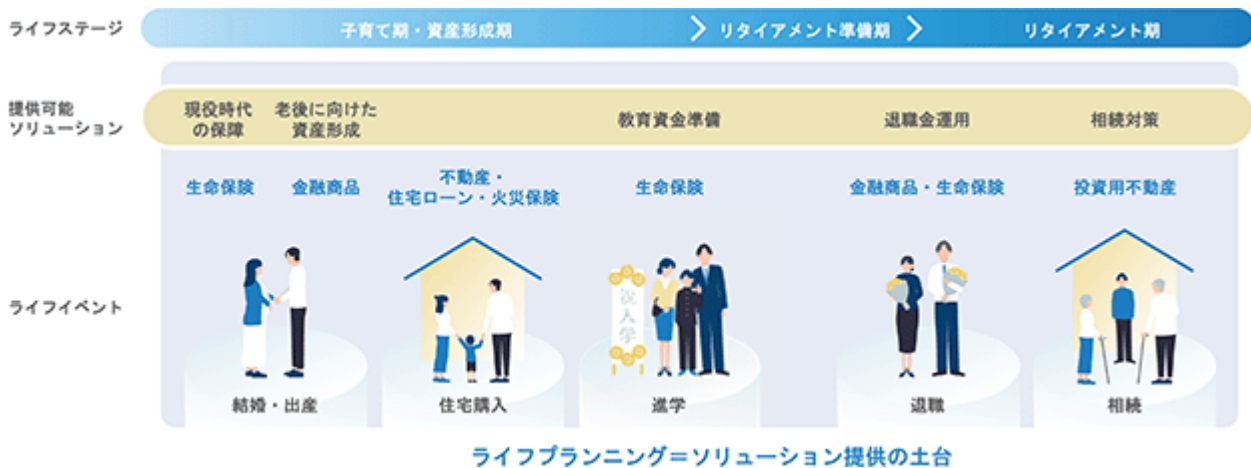 ライフステージ
子育て期・資産形成期
リタイアメント準備期
リタイアメント期
提供可能
ソリューション
現役時代
の保障
老後に向けた
資産形成
教育資金準備
退職金運用
相続対策
生命保険
金融商品
不動産・
住宅ローン・火災保険
生命保険
金融商品・生命保険
投資用不動産
ライフイベント
祝入学
結婚・出産
住宅購入
進学
退職
相続
ライフプランニング＝ソリューション提供の土台